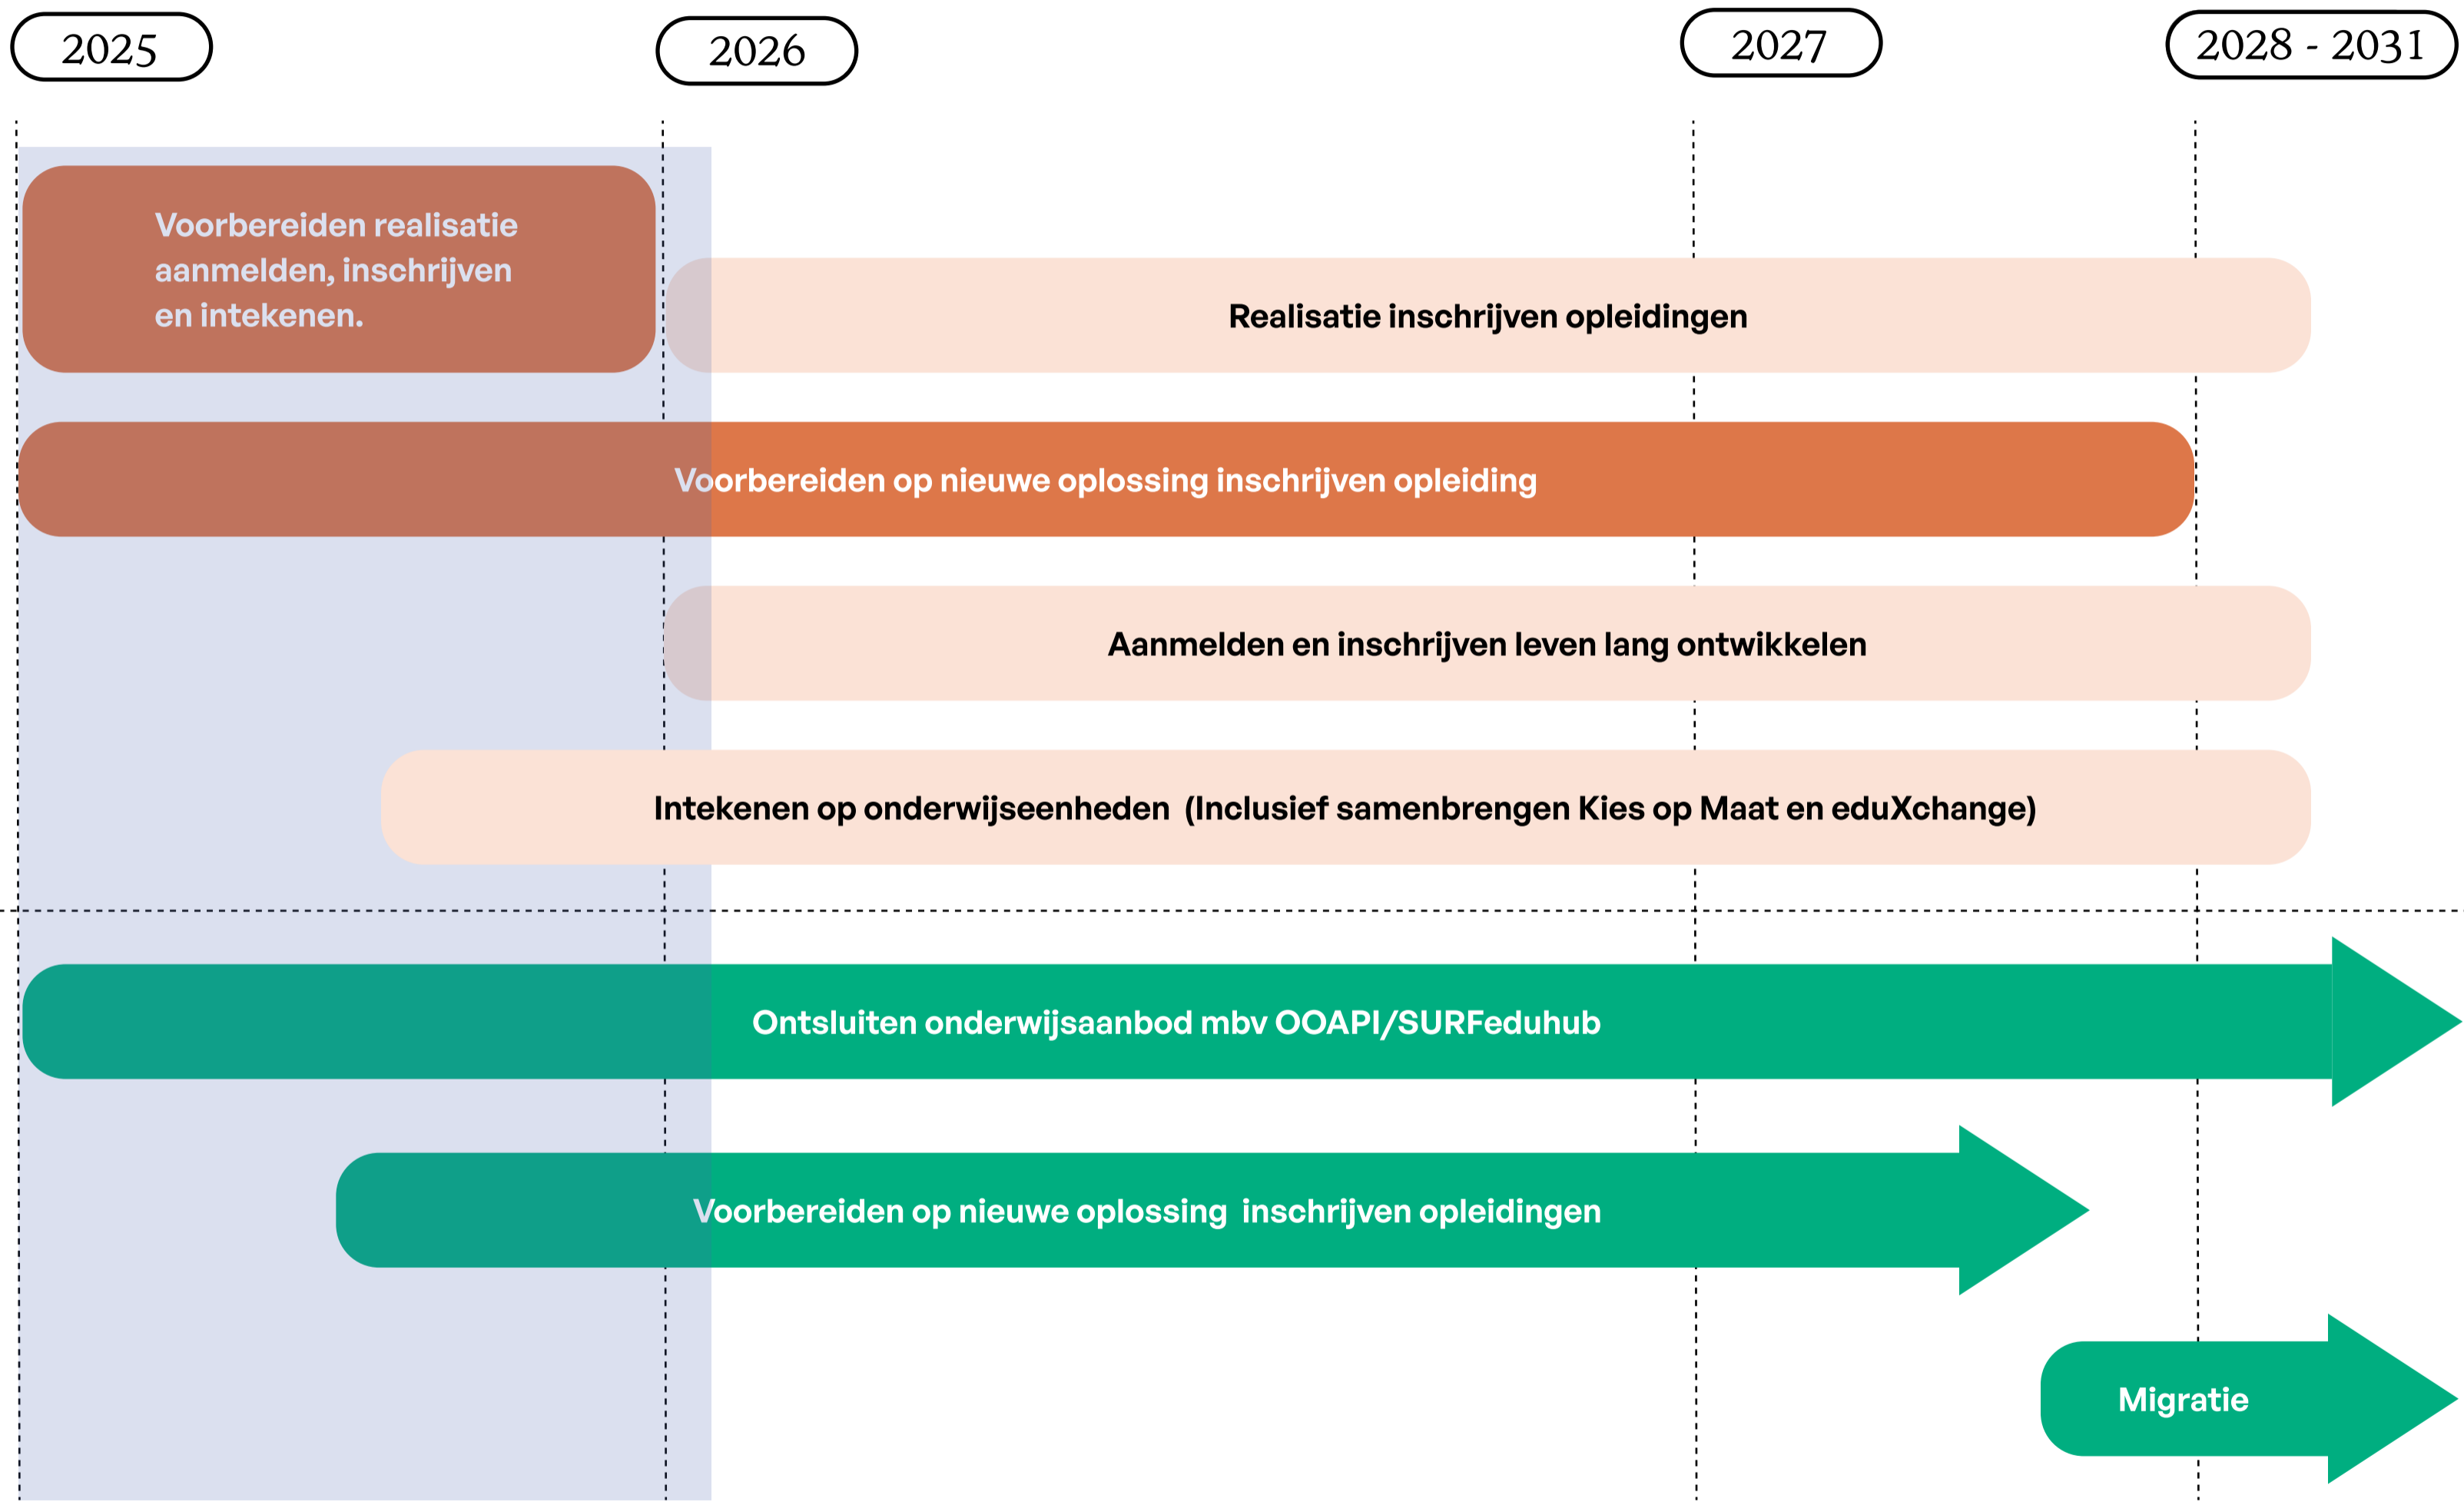 2025
2026
2027
2028 - 2031
Voorbereiden realisatie
aanmelden, inschrijven
en intekenen.
Realisatie inschrijven opleidingen
Voorbereiden op nieuwe oplossing inschrijven opleiding
Aanmelden en inschrijven leven lang ontwikkelen
Intekenen op onderwijseenheden (Inclusief samenbrengen Kies op Maat en eduXchange)
Ontsluiten onderwijsaanbod mbv OOAPI/SURFeduhub
Voorbereiden op nieuwe oplossing inschrijven opleidingen
Migratie